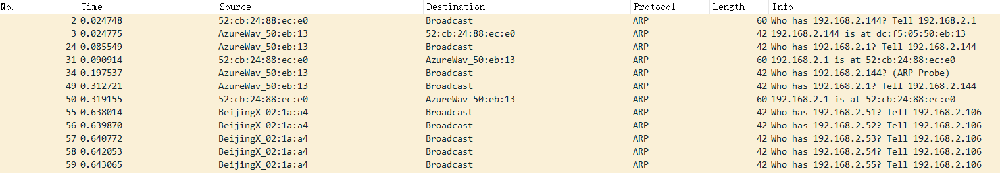 No. Time Source Destination Protocol Length Info
2 0.024748 52:cb:24:88:ec:e0 Broadcast ARP 60 Who has 192.168.2.144? Tell 192.168.2.1
3 0.024775 AzureWav_50:eb:13 52:cb:24:88:ec:e0 ARP 42 192.168.2.144 is at dc:f5:05:50:eb:13
24 0.085549 AzureWav_50:eb:13 Broadcast ARP 42 Who has 192.168.2.1? Tell 192.168.2.144
31 0.090914 52:cb:24:88:ec:e0 AzureWav_50:eb:13 ARP 60 192.168.2.1 is at 52:cb:24:88:ec:e0
34 0.197537 AzureWav_50:eb:13 Broadcast ARP 42 Who has 192.168.2.144? (ARP Probe)
49 0.312721 AzureWav_50:eb:13 Broadcast ARP 42 Who has 192.168.2.1? Tell 192.168.2.144
50 0.319155 52:cb:24:88:ec:e0 AzureWav_50:eb:13 ARP 60 192.168.2.1 is at 52:cb:24:88:ec:e0
55 0.638014 BeijingX_02:1a:a4 Broadcast ARP 42 Who has 192.168.2.51? Tell 192.168.2.106
56 0.639870 BeijingX_02:1a:a4 Broadcast ARP 42 Who has 192.168.2.52? Tell 192.168.2.106
57 0.640772 BeijingX_02:1a:a4 Broadcast ARP 42 Who has 192.168.2.53? Tell 192.168.2.106
58 0.642053 BeijingX_02:1a:a4 Broadcast ARP 42 Who has 192.168.2.54? Tell 192.168.2.106
59 0.643065 BeijingX_02:1a:a4 Broadcast ARP 42 Who has 192.168.2.55? Tell 192.168.2.106